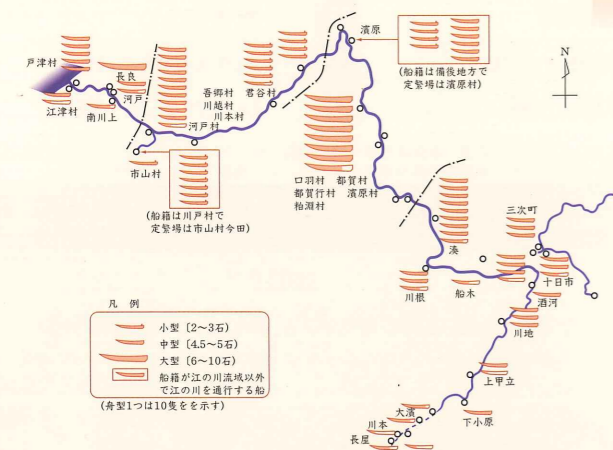 濱原
N
(船籍は備後地方で
定繋場は濱原村)
戸津村
長良
河戸
江津村
南川上
市山村
(船籍は川戸村で
定繋場は市山村今田)
吾郷村
川越村
川本村
河戸村
君谷村
口羽村 都賀村
都賀行村 濱原村
粕淵村
湊
三次町
川根
船木
十日市
酒河
川地
上甲立
下小原
大濱
川本
長屋
凡 例
小型〔2〜3石〕
中型〔4.5〜5石〕
大型〔6〜10石〕
船籍が江の川流域以外
で江の川を通行する船
(舟型1つは10隻をを示す)